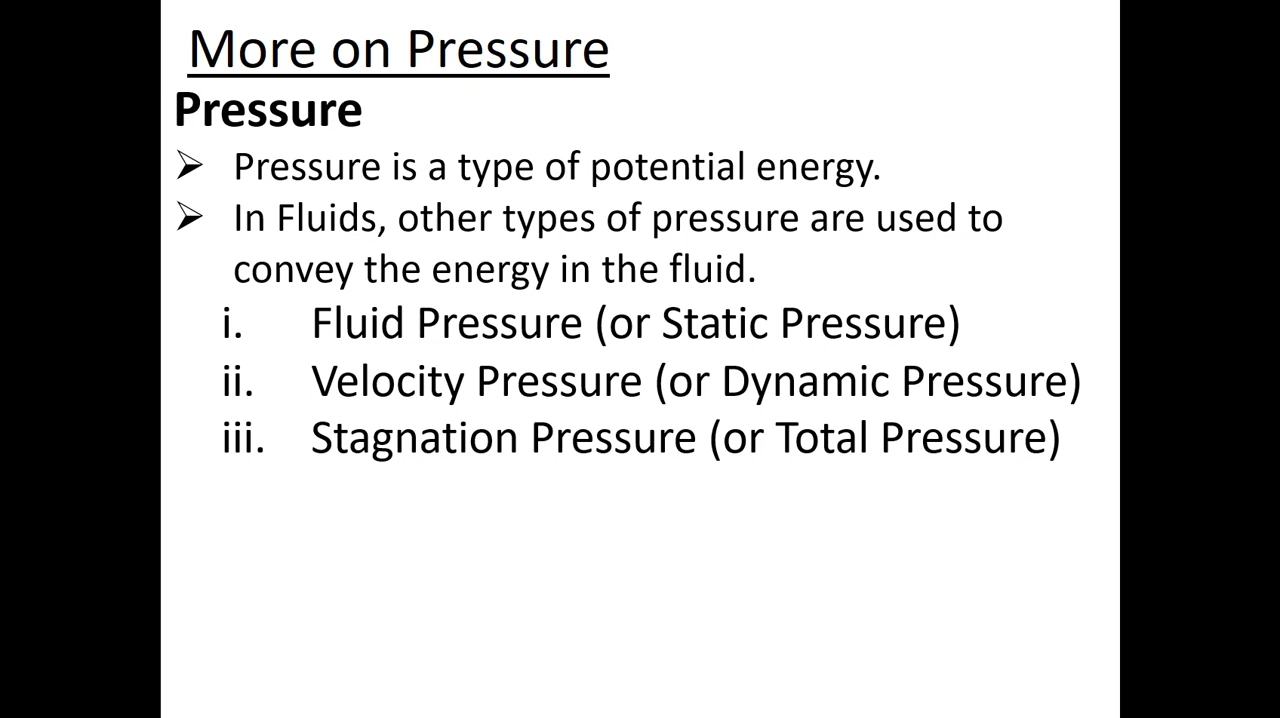 More on Pressure
Pressure
➢ Pressure is a type of potential energy.
➢ In Fluids, other types of pressure are used to
convey the energy in the fluid.
i. Fluid Pressure (or Static Pressure)
ii. Velocity Pressure (or Dynamic Pressure)
iii. Stagnation Pressure (or Total Pressure)